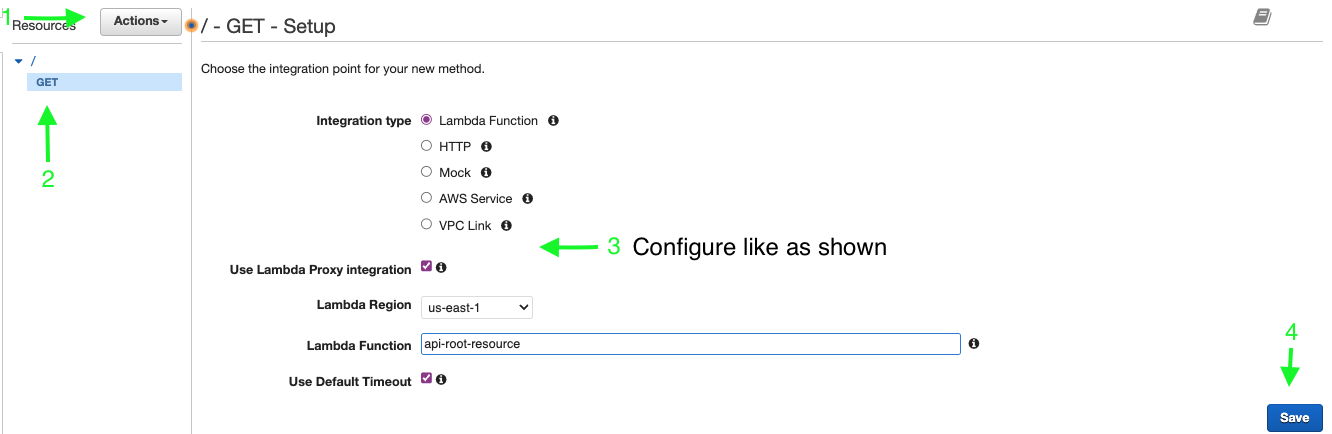 1
Resources
Actions
/ - GET - Setup
/
GET
2
Choose the integration point for your new method.
Integration type
Lambda Function
HTTP
Mock
AWS Service
VPC Link
3 Configure like as shown
Use Lambda Proxy integration
Lambda Region
us-east-1
Lambda Function
api-root-resource
Use Default Timeout
4
Save